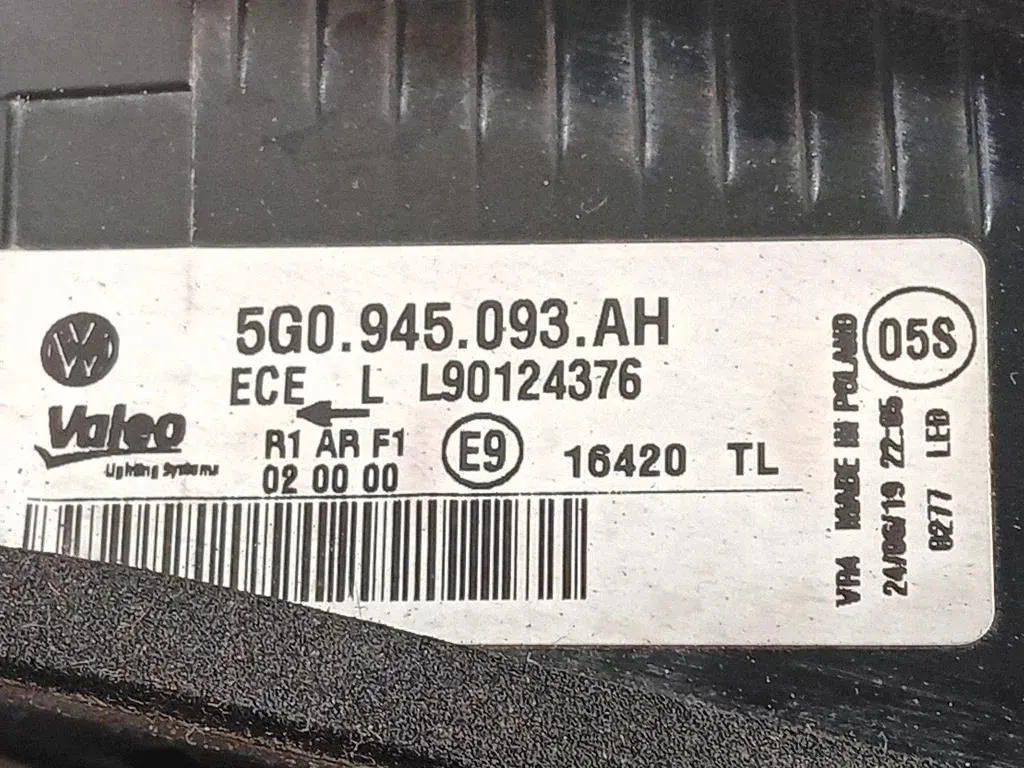 5G0.945.093.AH
ECE L L90124376
Valeo
Lighting Systems
R1 AR F1
02 00 00
E9
16420 TL
05S
VR4 MADE IN POLAND
24/06/19 22:05
0277 LED